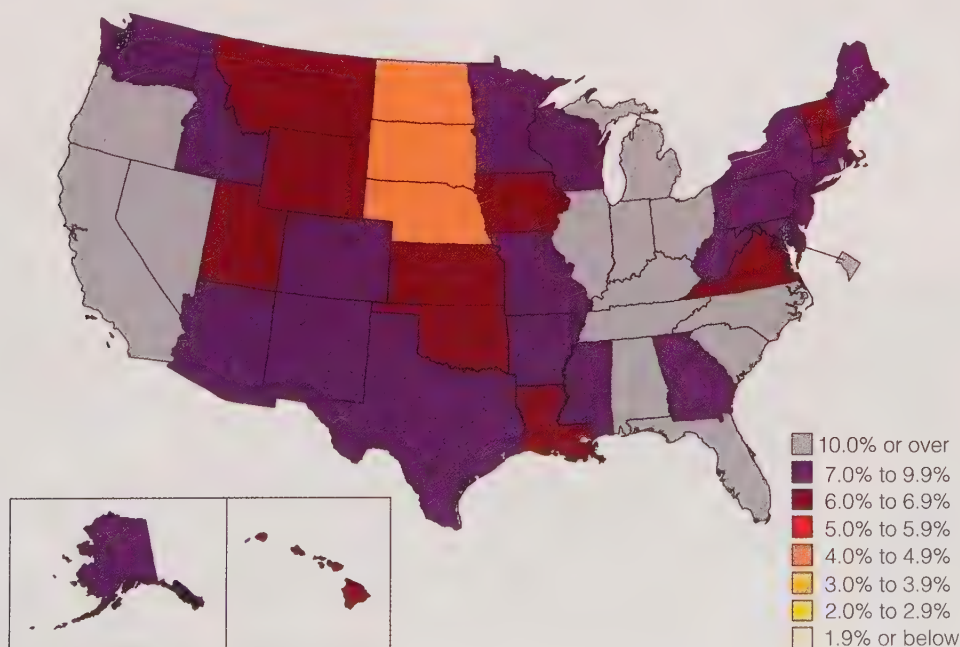 10.0% or over
7.0% to 9.9%
6.0% to 6.9%
5.0% to 5.9%
4.0% to 4.9%
3.0% to 3.9%
2.0% to 2.9%
1.9% or below